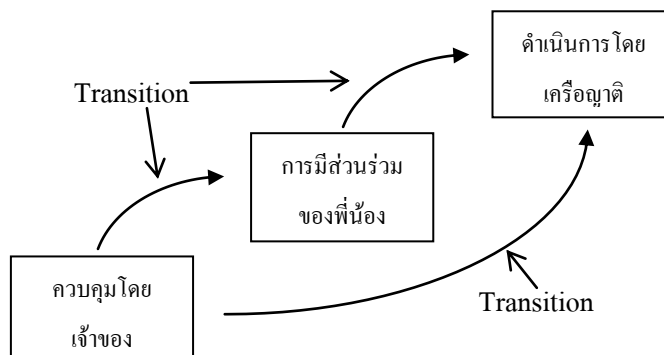 ดำเนินการโดย
เครือญาติ
Transition
การมีส่วนร่วม
ของพี่น้อง
ควบคุมโดย
เจ้าของ
Transition